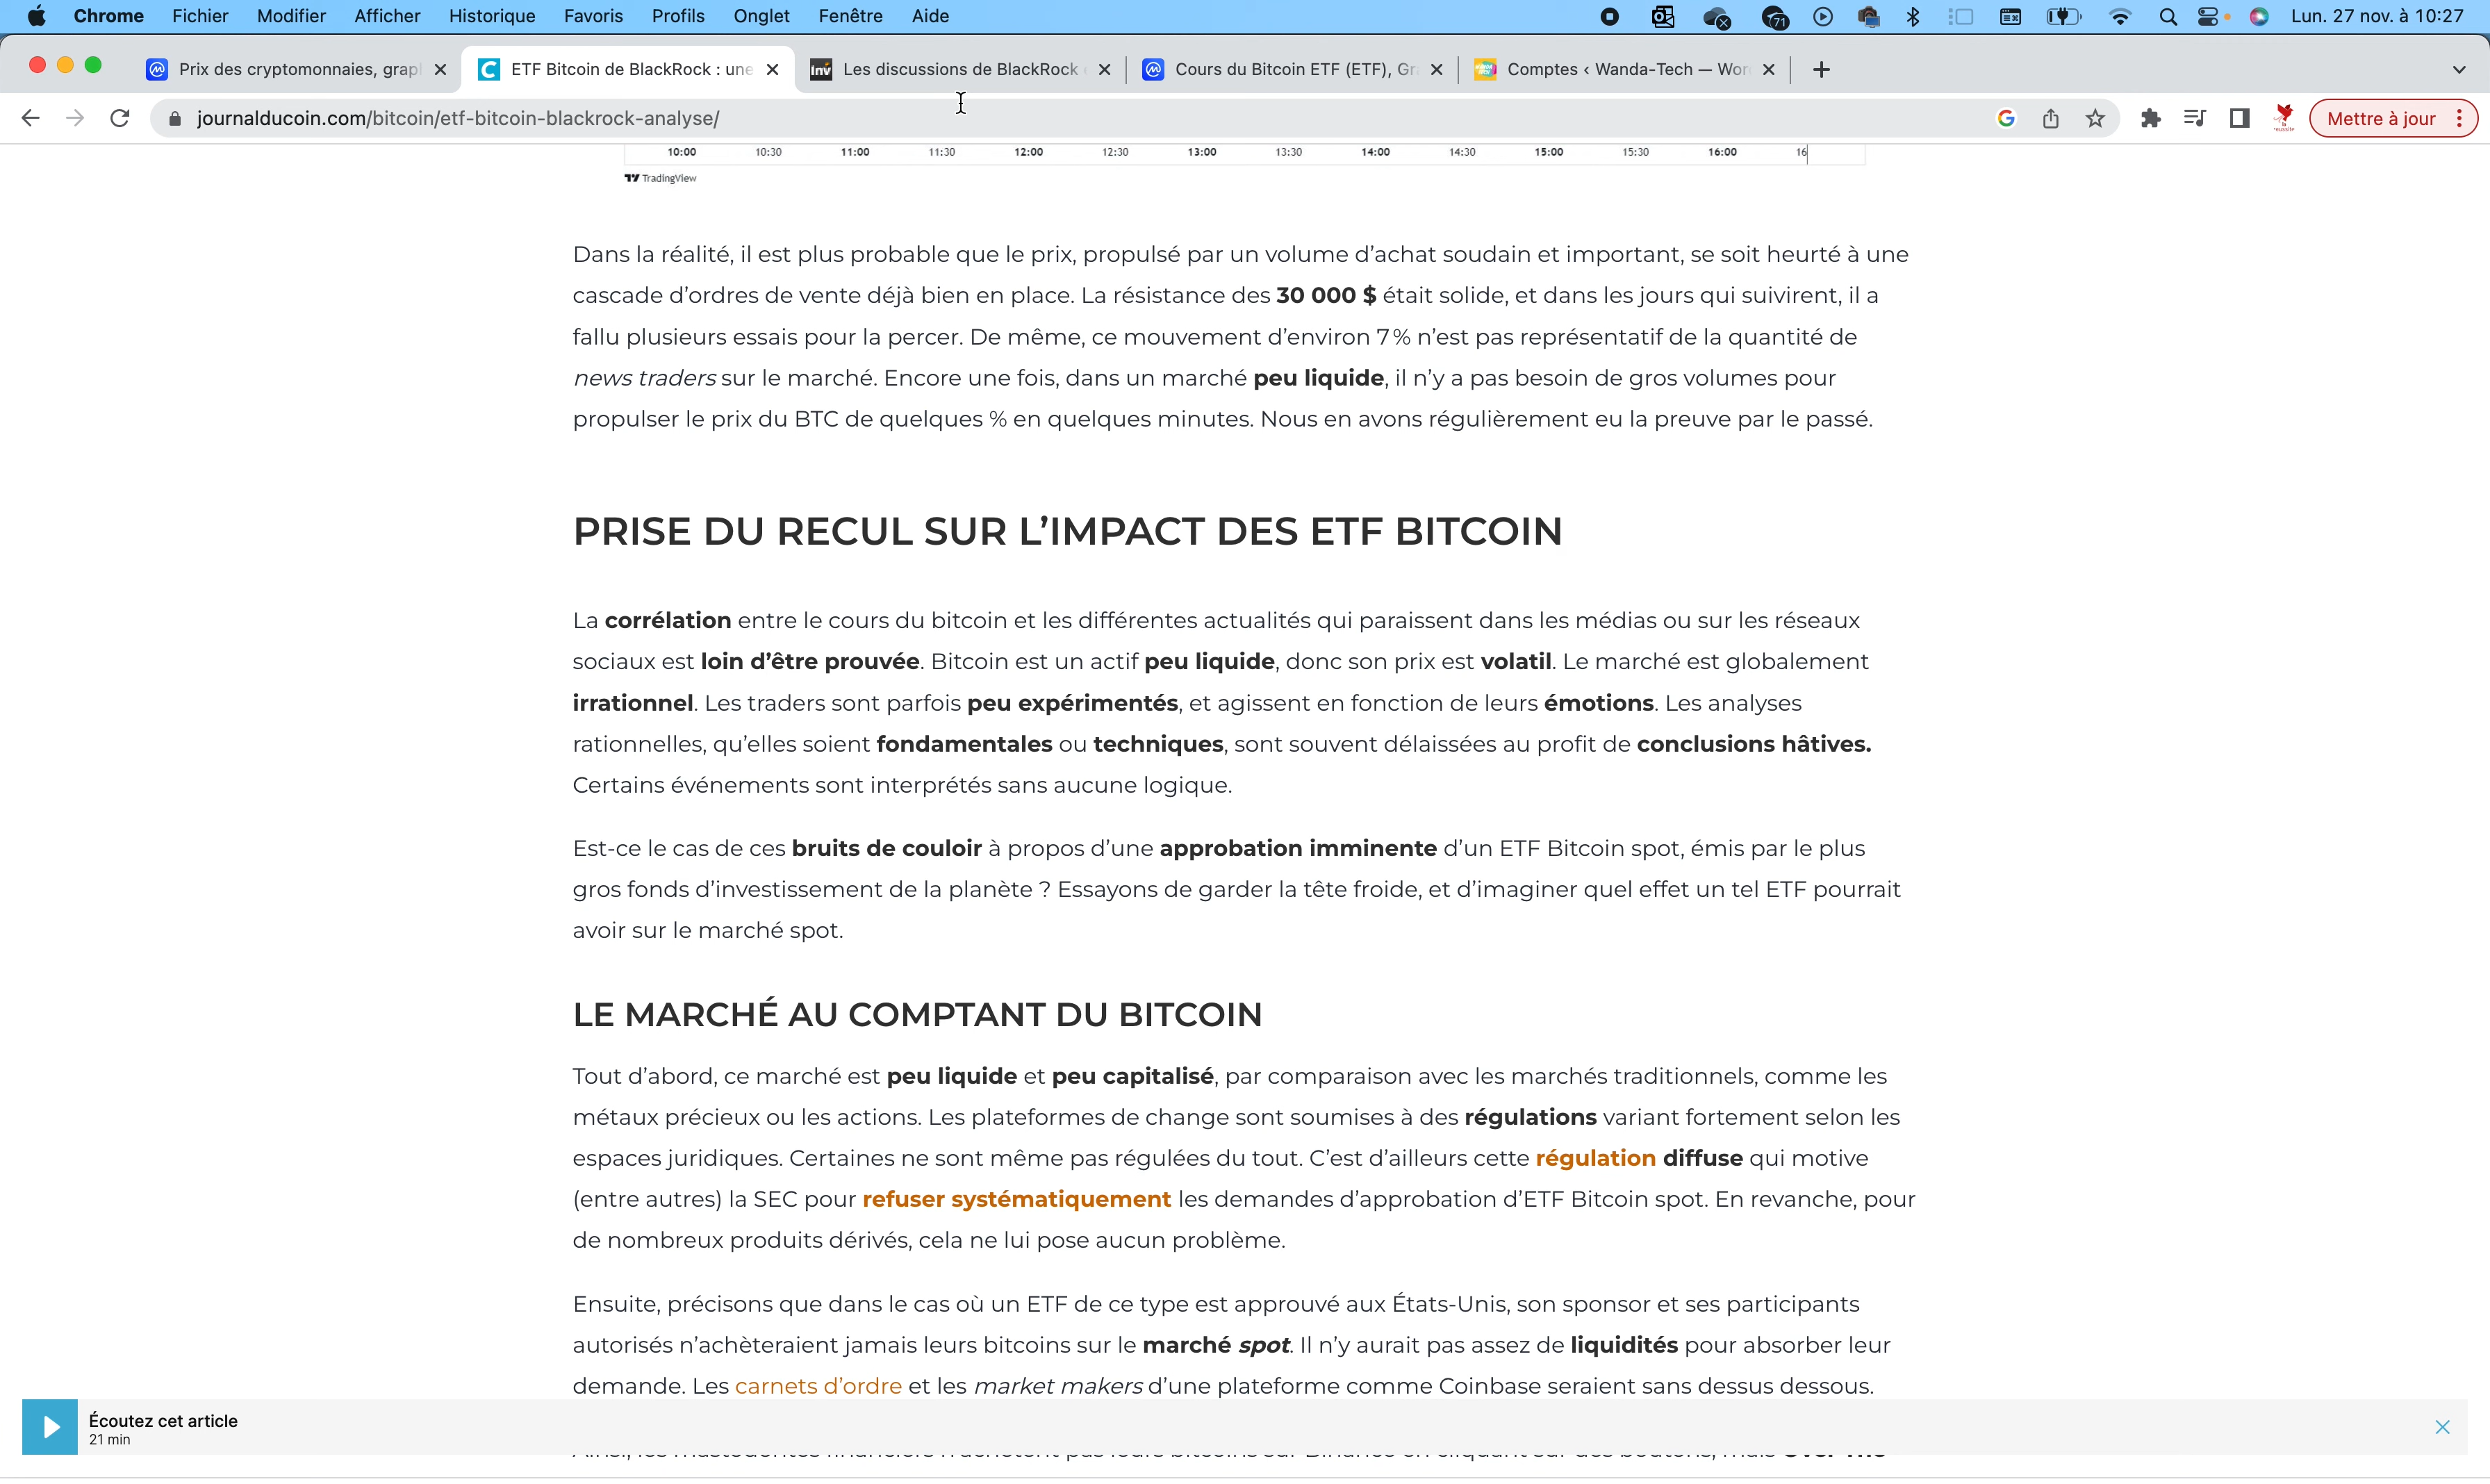 Chrome Fichier Modifier Afficher Historique Favoris Profils Onglet Fenêtre Aide 71 Lun. 27 nov. à 10:27
Prix des cryptomonnaies, grap ETF Bitcoin de BlackRock : une Inv Les discussions de BlackRock Cours du Bitcoin ETF (ETF), Gr Comptes ‹ Wanda-Tech — Wor
journalducoin.com/bitcoin/etf-bitcoin-blackrock-analyse/ Mettre à jour
10:00 10:30 11:00 11:30 12:00 12:30 13:00 13:30 14:00 14:30 15:00 15:30 16:00 16
TradingView
Dans la réalité, il est plus probable que le prix, propulsé par un volume d’achat soudain et important, se soit heurté à une
cascade d’ordres de vente déjà bien en place. La résistance des 30 000 $ était solide, et dans les jours qui suivirent, il a
fallu plusieurs essais pour la percer. De même, ce mouvement d’environ 7% n’est pas représentatif de la quantité de
news traders sur le marché. Encore une fois, dans un marché peu liquide, il n’y a pas besoin de gros volumes pour
propulser le prix du BTC de quelques % en quelques minutes. Nous en avons régulièrement eu la preuve par le passé.
PRISE DU RECUL SUR L’IMPACT DES ETF BITCOIN
La corrélation entre le cours du bitcoin et les différentes actualités qui paraissent dans les médias ou sur les réseaux
sociaux est loin d’être prouvée. Bitcoin est un actif peu liquide, donc son prix est volatil. Le marché est globalement
irrationnel. Les traders sont parfois peu expérimentés, et agissent en fonction de leurs émotions. Les analyses
rationnelles, qu’elles soient fondamentales ou techniques, sont souvent délaissées au profit de conclusions hâtives.
Certains événements sont interprétés sans aucune logique.
Est-ce le cas de ces bruits de couloir à propos d’une approbation imminente d’un ETF Bitcoin spot, émis par le plus
gros fonds d’investissement de la planète ? Essayons de garder la tête froide, et d’imaginer quel effet un tel ETF pourrait
avoir sur le marché spot.
LE MARCHÉ AU COMPTANT DU BITCOIN
Tout d’abord, ce marché est peu liquide et peu capitalisé, par comparaison avec les marchés traditionnels, comme les
métaux précieux ou les actions. Les plateformes de change sont soumises à des régulations variant fortement selon les
espaces juridiques. Certaines ne sont même pas régulées du tout. C’est d’ailleurs cette régulation diffuse qui motive
(entre autres) la SEC pour refuser systématiquement les demandes d’approbation d’ETF Bitcoin spot. En revanche, pour
de nombreux produits dérivés, cela ne lui pose aucun problème.
Ensuite, précisons que dans le cas où un ETF de ce type est approuvé aux États-Unis, son sponsor et ses participants
autorisés n’achèteraient jamais leurs bitcoins sur le marché spot. Il n’y aurait pas assez de liquidités pour absorber leur
demande. Les carnets d’ordre et les market makers d’une plateforme comme Coinbase seraient sans dessus dessous.
Écoutez cet article
21 min